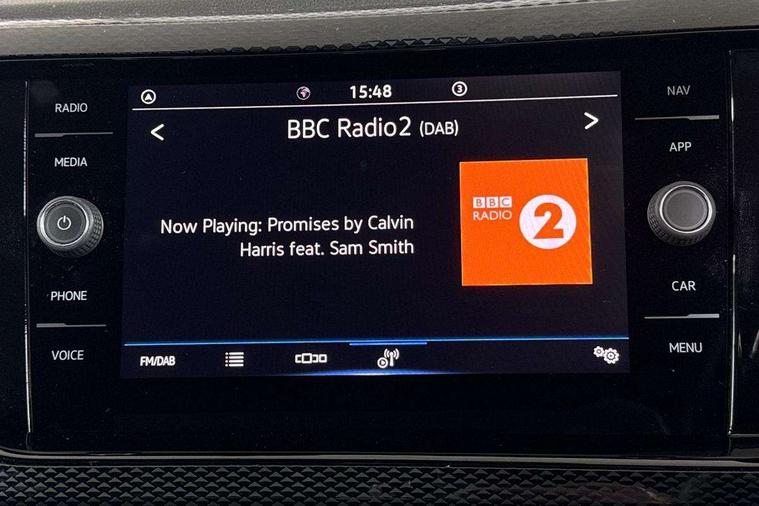 RADIO
MEDIA
PHONE
VOICE
15:48
3
BBC Radio2 (DAB)
Now Playing: Promises by Calvin
Harris feat. Sam Smith
BBC
RADIO
2
FM/DAB
NAV
APP
CAR
MENU